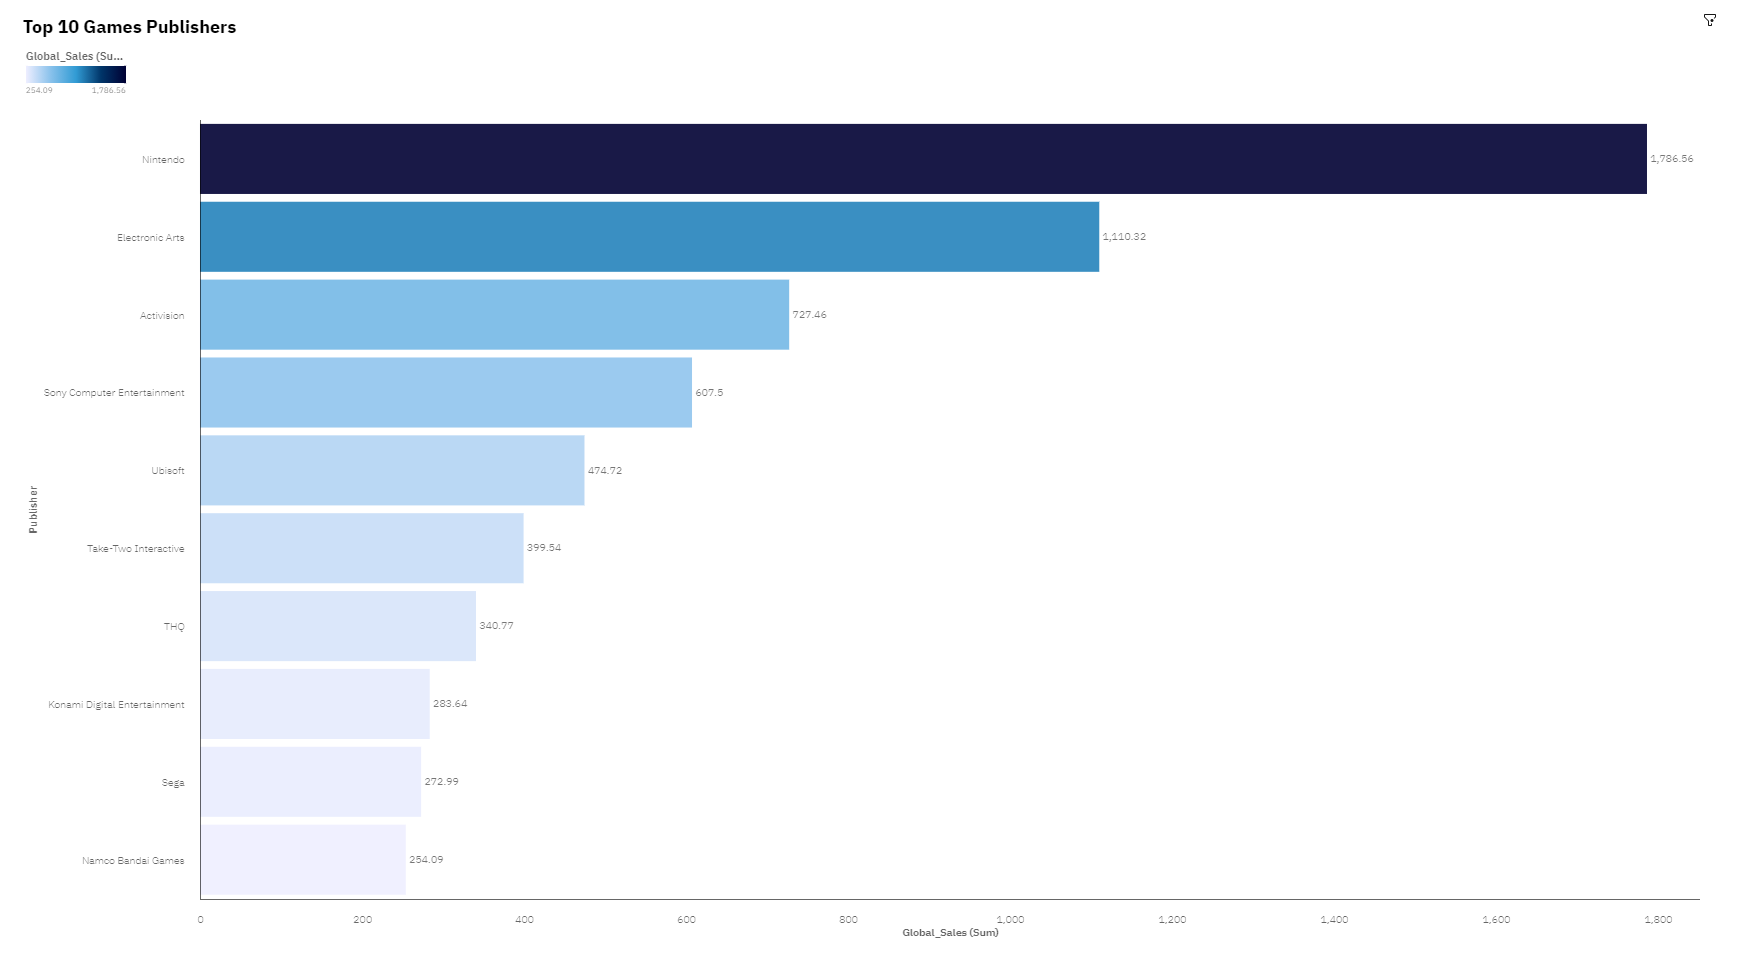 Top 10 Games Publishers
Global_Sales (Su...
254.09 1,786.56
Nintendo 1,786.56
Electronic Arts 1,110.32
Activision 727.46
Sony Computer Entertainment 607.5
Ubisoft 474.72
Publisher
Take-Two Interactive 399.54
THQ 340.77
Konami Digital Entertainment 283.64
Sega 272.99
Namco Bandai Games 254.09
0 200 400 600 800 1,000 1,200 1,400 1,600 1,800
Global_Sales (Sum)